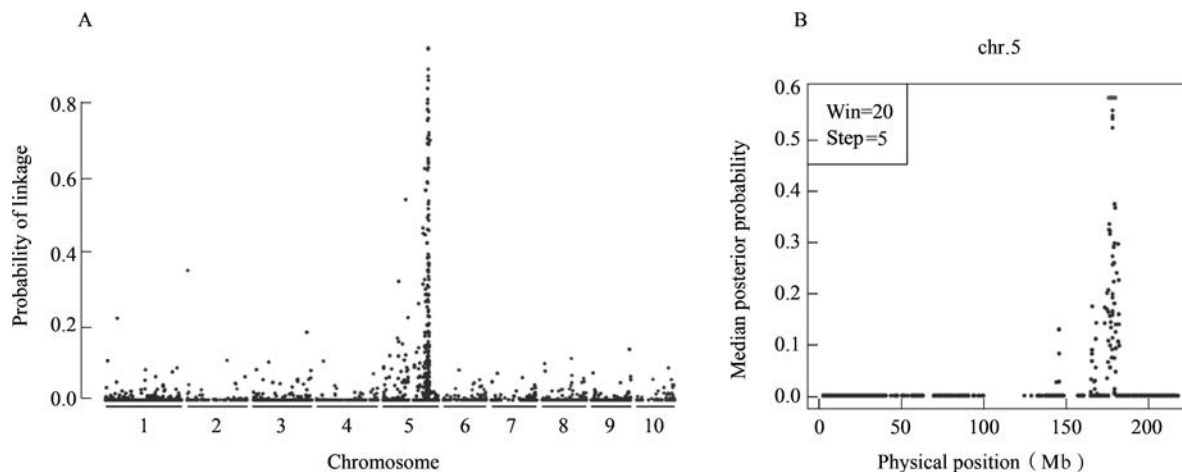 A
Probability of linkage
0.8
0.6
0.4
0.2
0.0
1 2 3 4 5 6 7 8 9 10
Chromosome
B
chr.5
Win=20
Step=5
Median posterior probability
0.6
0.5
0.4
0.3
0.2
0.1
0.0
0 50 100 150 200
Physical position（Mb）